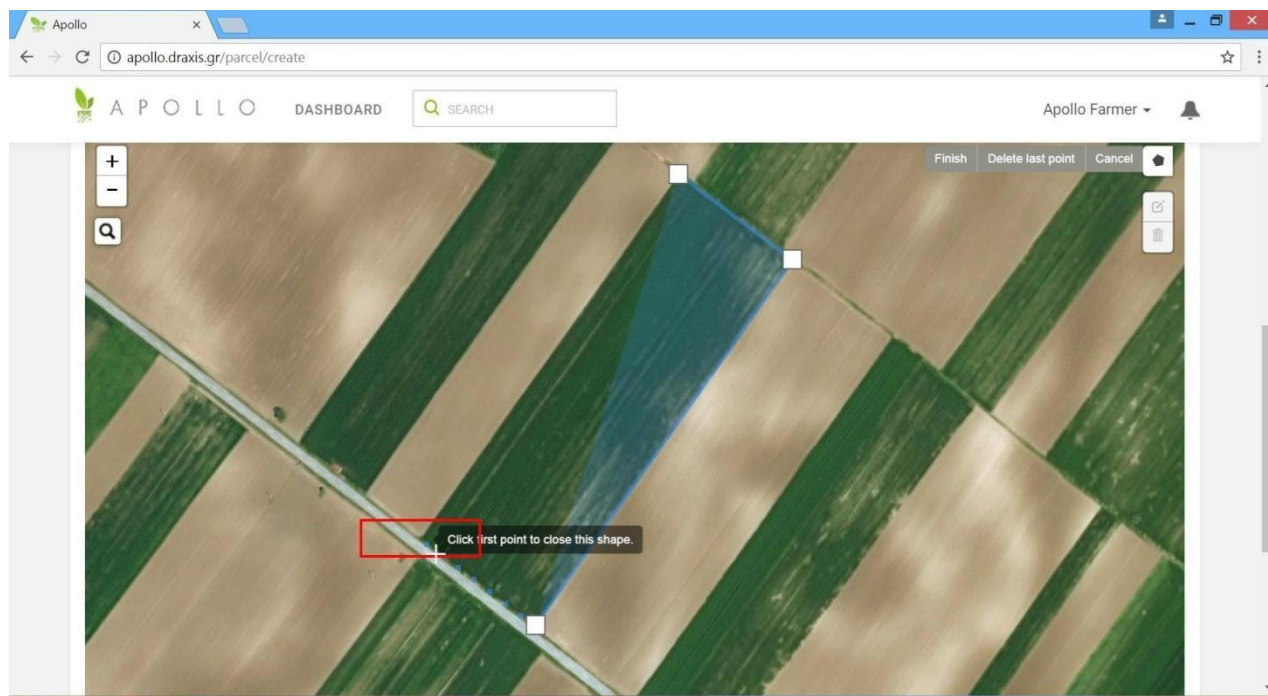 Apollo
apollo.draxis.gr/parcel/create
APOLLO DASHBOARD SEARCH Apollo Farmer
+
Finish Delete last point Cancel
-
Click first point to close this shape.